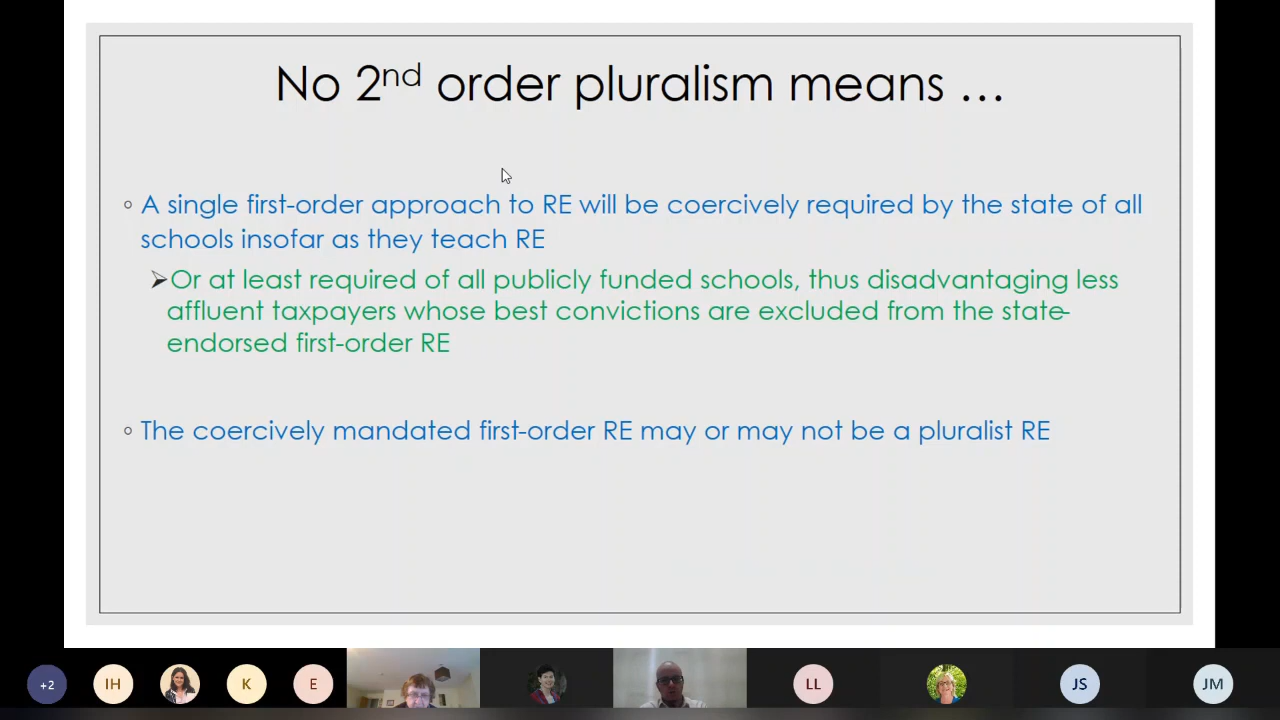 No 2nd order pluralism means …
◦ A single first-order approach to RE will be coercively required by the state of all
schools insofar as they teach RE
➢Or at least required of all publicly funded schools, thus disadvantaging less
affluent taxpayers whose best convictions are excluded from the state-
endorsed first-order RE
◦ The coercively mandated first-order RE may or may not be a pluralist RE
+2 IH K E LL JS JM